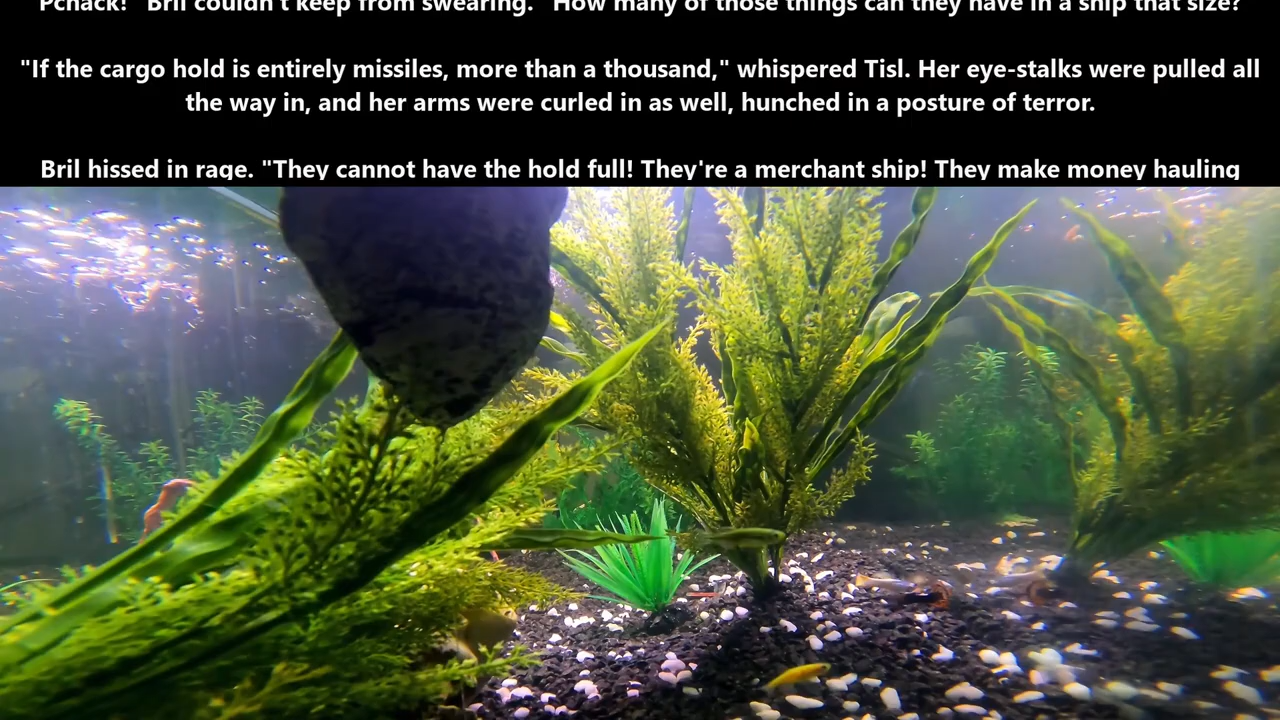 Pchack!" Bril couldn't keep from swearing. "How many of those things can they have in a ship that size?"
"If the cargo hold is entirely missiles, more than a thousand," whispered Tisl. Her eye-stalks were pulled all
the way in, and her arms were curled in as well, hunched in a posture of terror.
Bril hissed in rage. "They cannot have the hold full! They're a merchant ship! They make money hauling